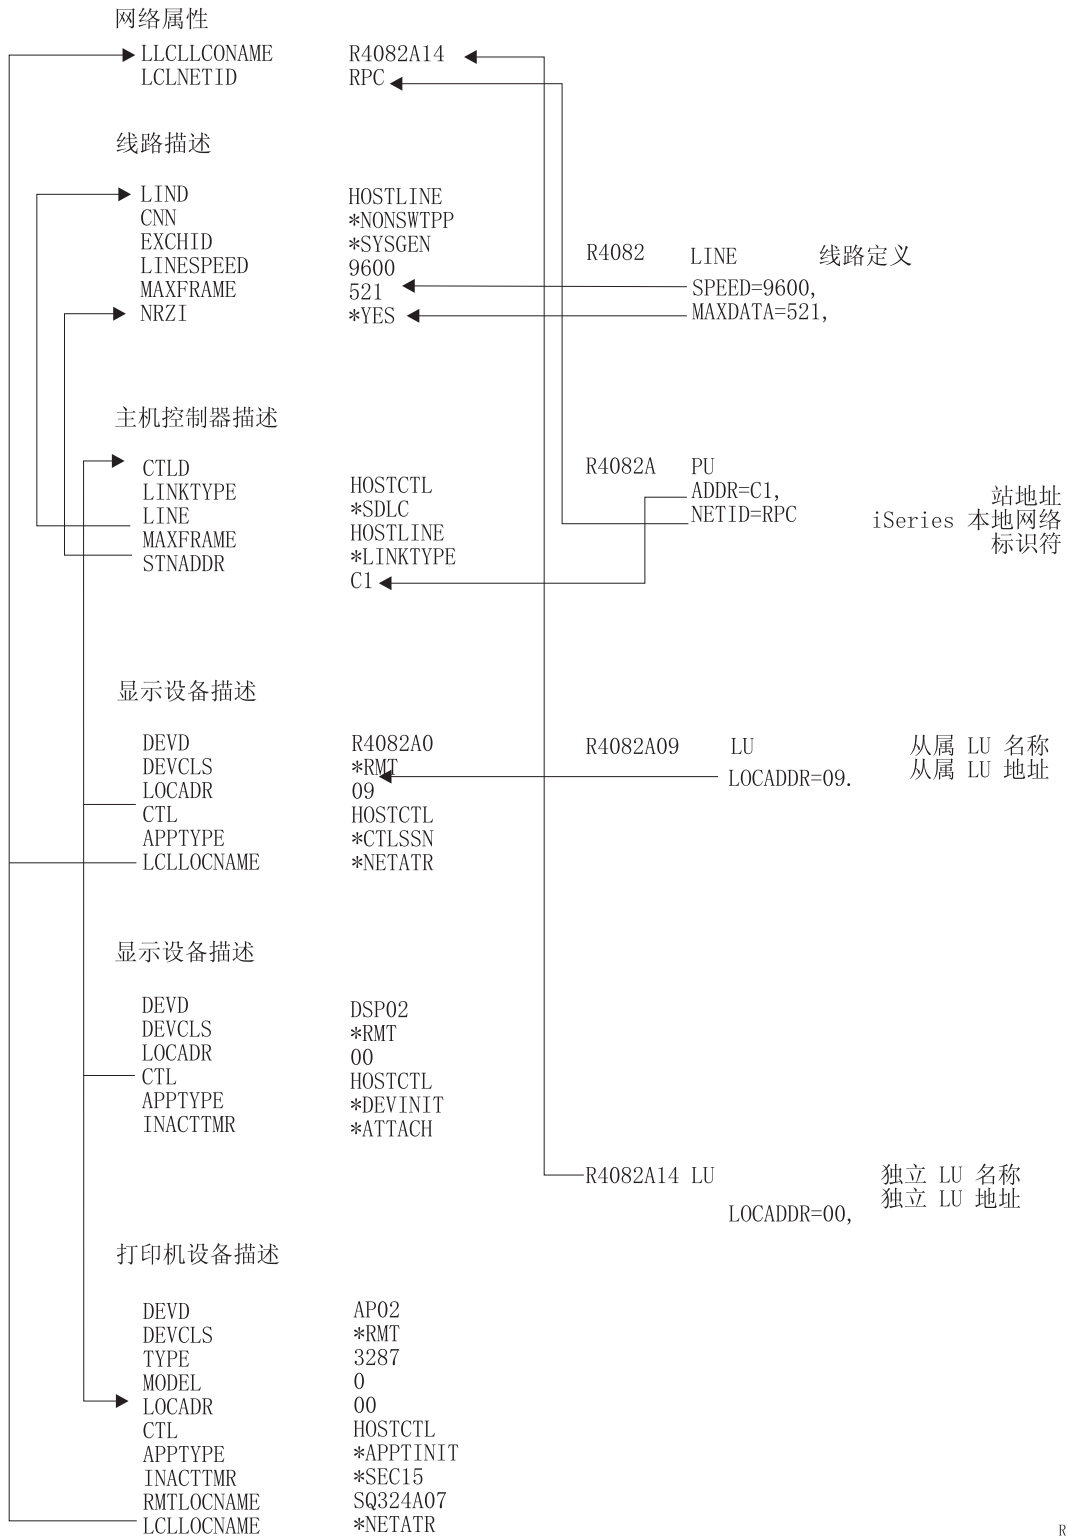 网络属性
LLCLLCONAME R4082A14
LCLNETID RPC
线路描述
LIND HOSTLINE
CNN *NONSWTPP
EXCHID *SYSGEN
LINESPEED 9600
MAXFRAME 521
NRZI *YES
R4082 LINE 线路定义
SPEED=9600,
MAXDATA=521,
主机控制器描述
CTLD HOSTCTL
LINKTYPE *SDLC
LINE HOSTLINE
MAXFRAME *LINKTYPE
STNADDR C1
R4082A PU
ADDR=C1, 站地址
NETID=RPC iSeries 本地网络
标识符
显示设备描述
DEVD R4082A0
DEVCLS *RMT
LOCADR 09
CTL HOSTCTL
APPTYPE *CTLSSN
LCLLOCNAME *NETATR
R4082A09 LU 从属 LU 名称
LOCADDR=09. 从属 LU 地址
显示设备描述
DEVD DSP02
DEVCLS *RMT
LOCADR 00
CTL HOSTCTL
APPTYPE *DEVINIT
INACTTMR *ATTACH
R4082A14 LU 独立 LU 名称
独立 LU 地址
LOCADDR=00,
打印机设备描述
DEVD AP02
DEVCLS *RMT
TYPE 3287
MODEL 0
LOCADR 00
CTL HOSTCTL
APPTYPE *APPTINIT
INACTTMR *SEC15
RMTLOCNAME SQ324A07
LCLLOCNAME *NETATR
R